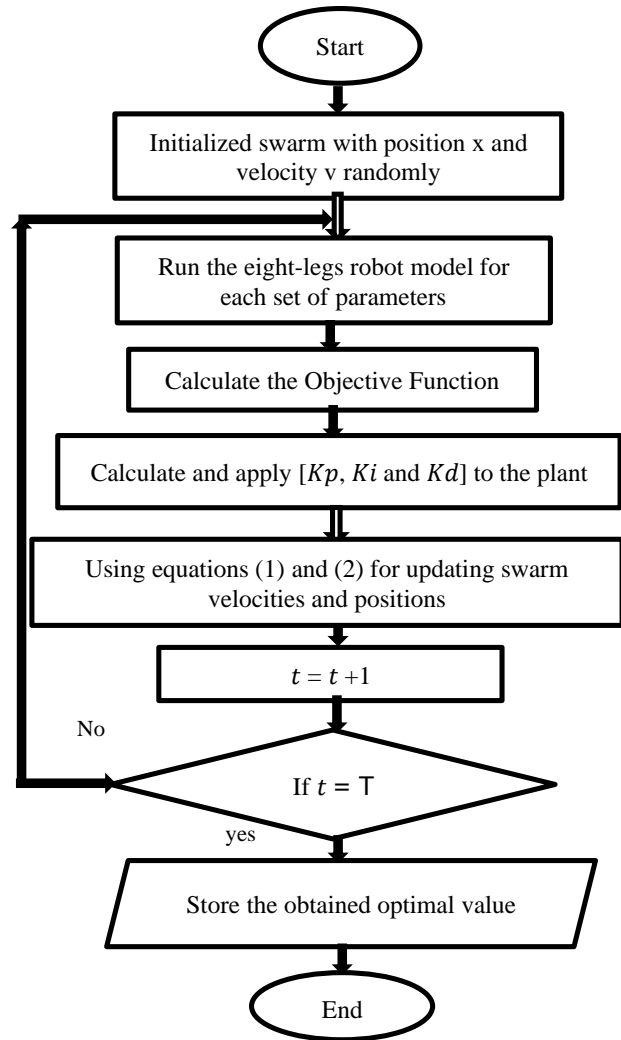 Start
Initialized swarm with position x and
velocity v randomly
Run the eight-legs robot model for
each set of parameters
Calculate the Objective Function
Calculate and apply [Kp, Ki and Kd] to the plant
Using equations (1) and (2) for updating swarm
velocities and positions
t = t +1
No
If t = T
yes
Store the obtained optimal value
End